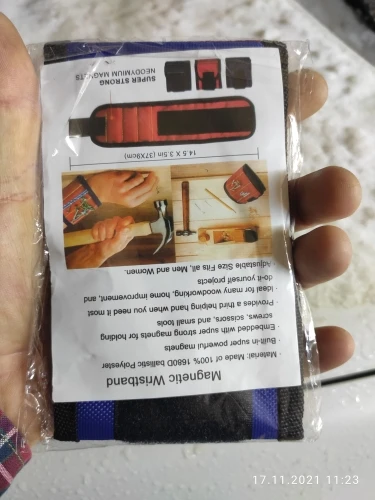 Magnetic Wristband
· Material: Made of 100% 1680D ballistic Polyester
· Built-in super powerful magnets
· Embedded with super strong magnets for holding
screws, scissors, and small tools
· Provides a helpful third helping hand when you need it most
· Ideal for many woodworking, home improvement, and
do-it-yourself projects
Adjustable Size Fits all, Men and Women.
14.5 X 3.5in (37X9cm)
SUPER STRONG
NEODYMIUM MAGNETS
17.11.2021 11:23